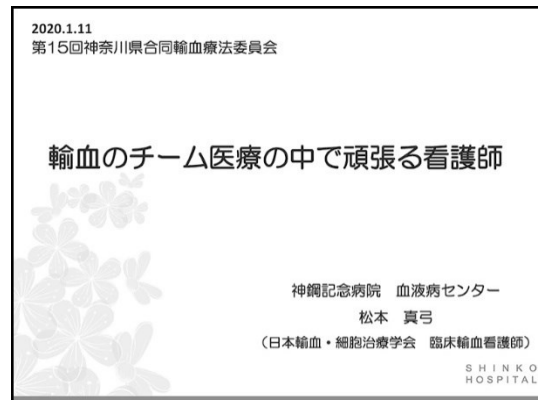 2020.1.11
第15回神奈川県合同輸血療法委員会
輸血のチーム医療の中で頑張る看護師
神鋼記念病院　血液病センター
松本　真弓
（日本輸血・細胞治療学会　臨床輸血看護師）
SHINKO
HOSPITAL